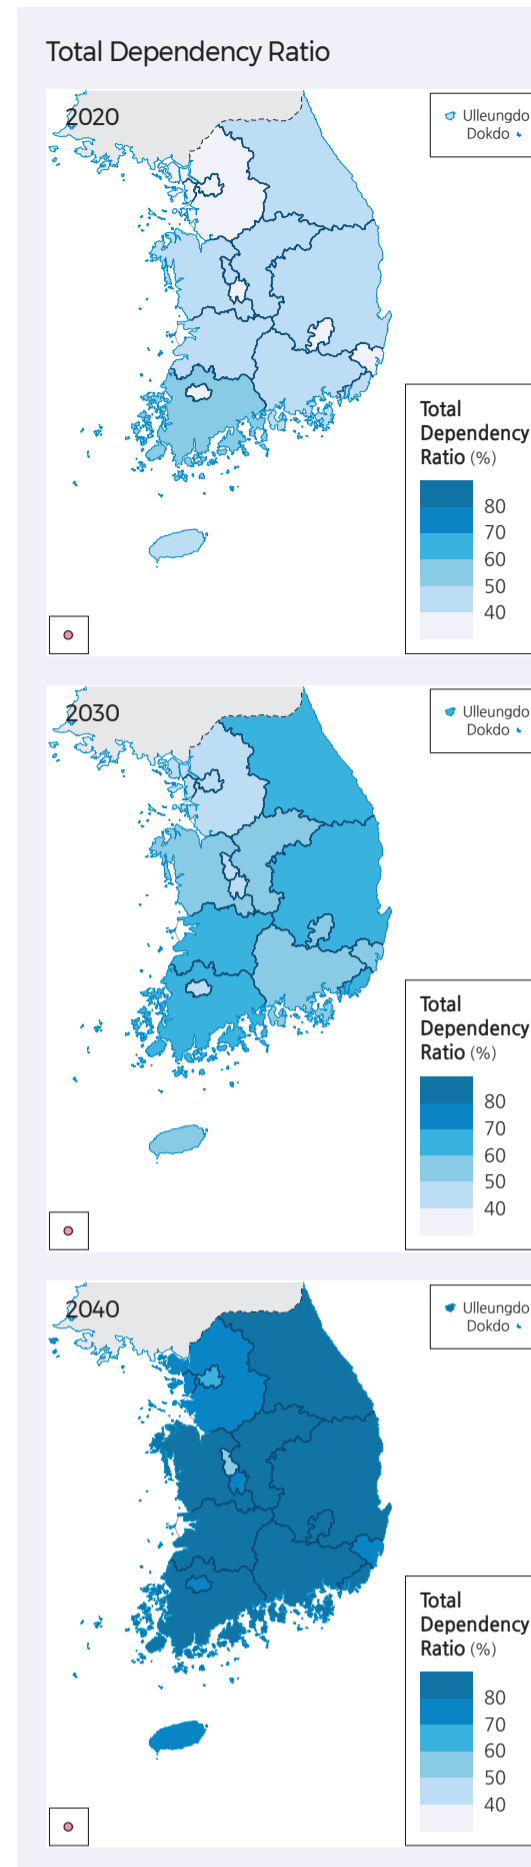 Total Dependency Ratio
2020
Ulleungdo
Dokdo
Total
Dependency
Ratio (%)
80
70
60
50
40
2030
Ulleungdo
Dokdo
Total
Dependency
Ratio (%)
80
70
60
50
40
2040
Ulleungdo
Dokdo
Total
Dependency
Ratio (%)
80
70
60
50
40